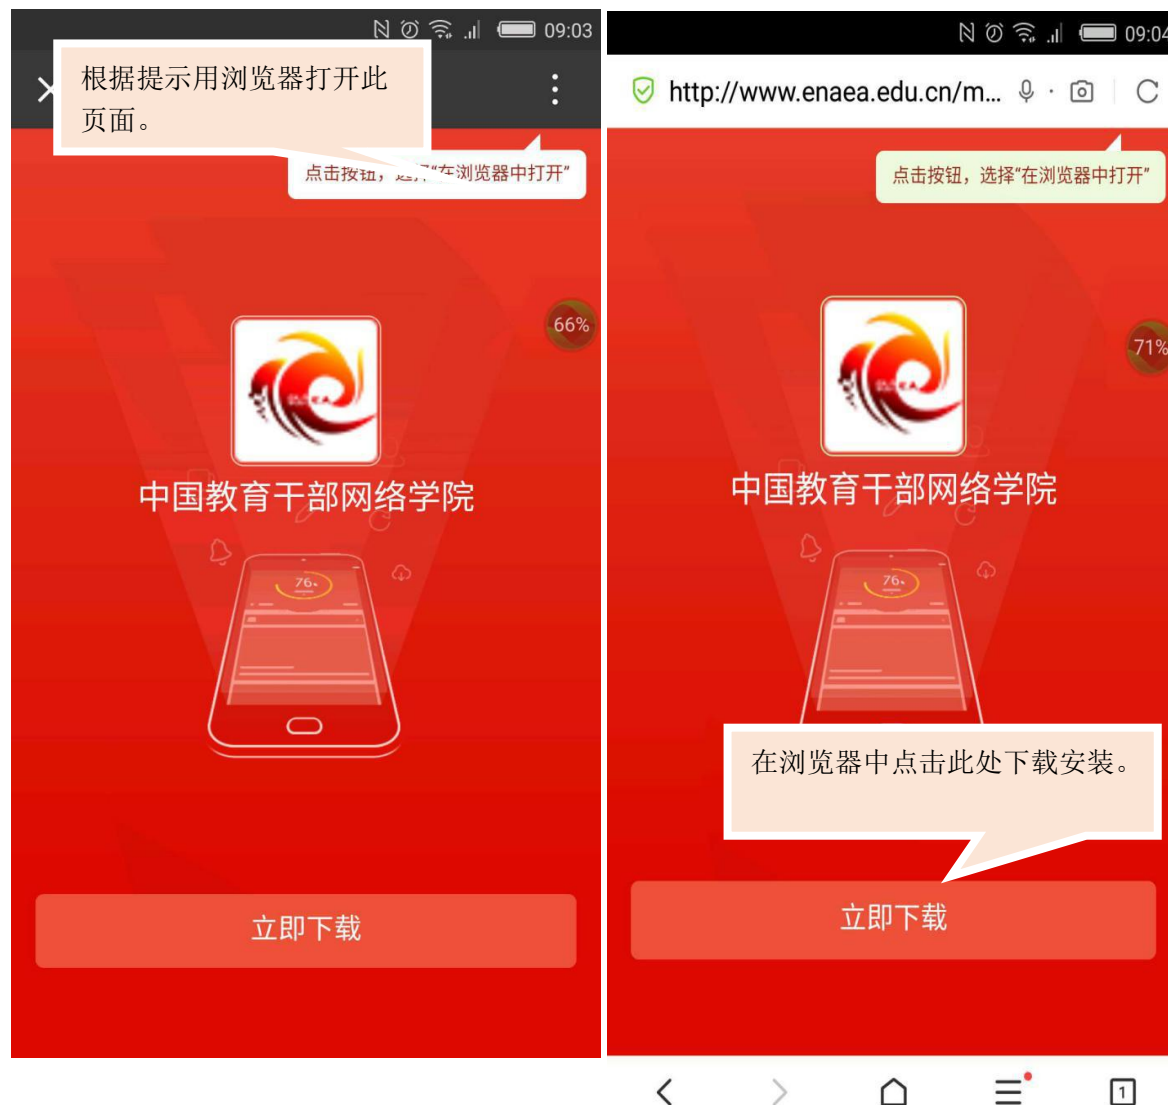 09:03
根据提示用浏览器打开此
页面。
点击按钮，选择“在浏览器中打开”
66%
中国教育干部网络学院
76
立即下载
09:04
http://www.enaea.edu.cn/m...
点击按钮，选择“在浏览器中打开”
71%
中国教育干部网络学院
76
在浏览器中点击此处下载安装。
立即下载
1